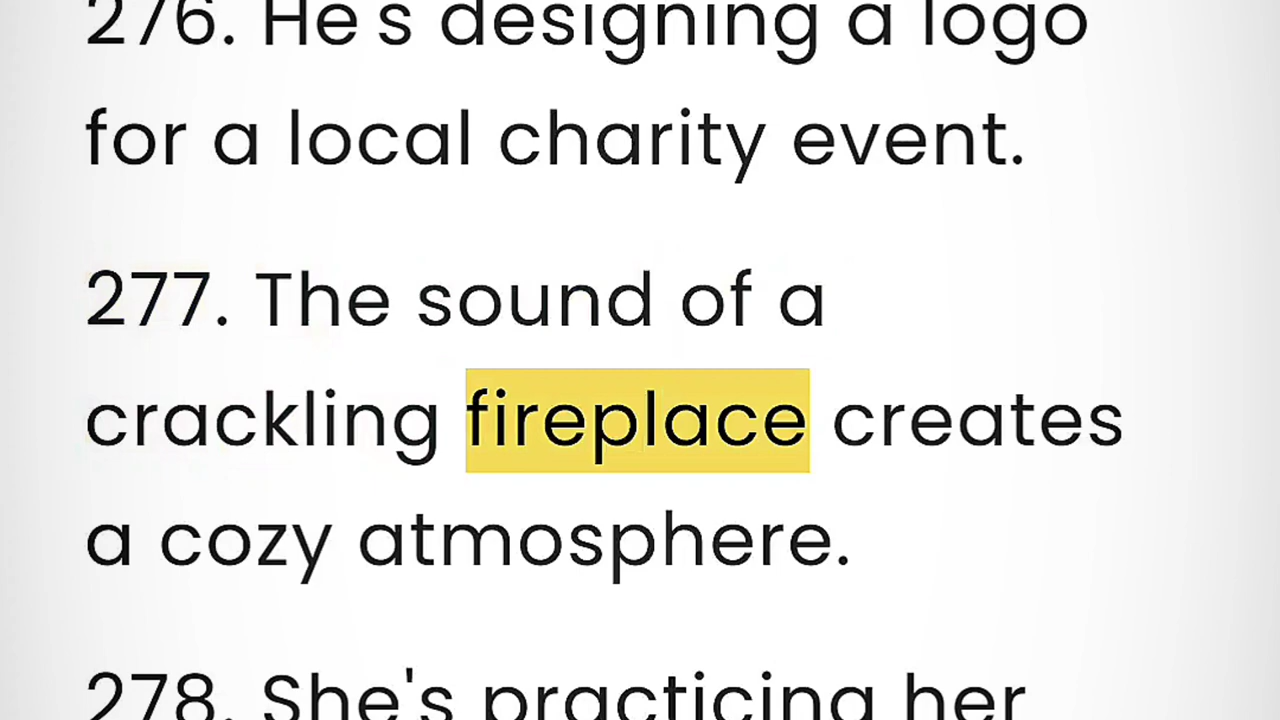 276. He's designing a logo
for a local charity event.
277. The sound of a
crackling fireplace creates
a cozy atmosphere.
278. She's practicing her